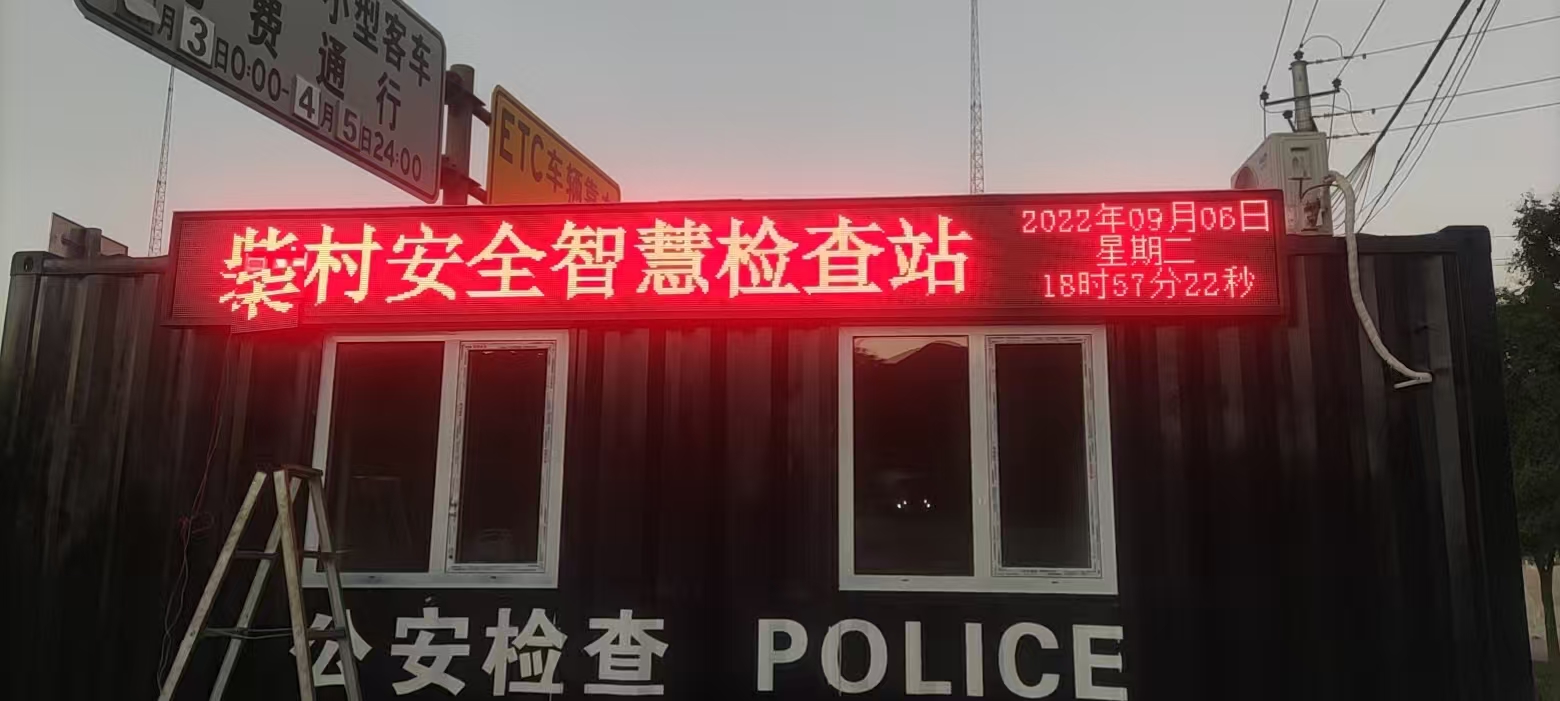 小型客车
费通行
月3日0:00-4月5日24:00
ETC车辆靠
柴村安全智慧检查站
2022年09月06日
星期二
18时57分22秒
公安检查 POLICE